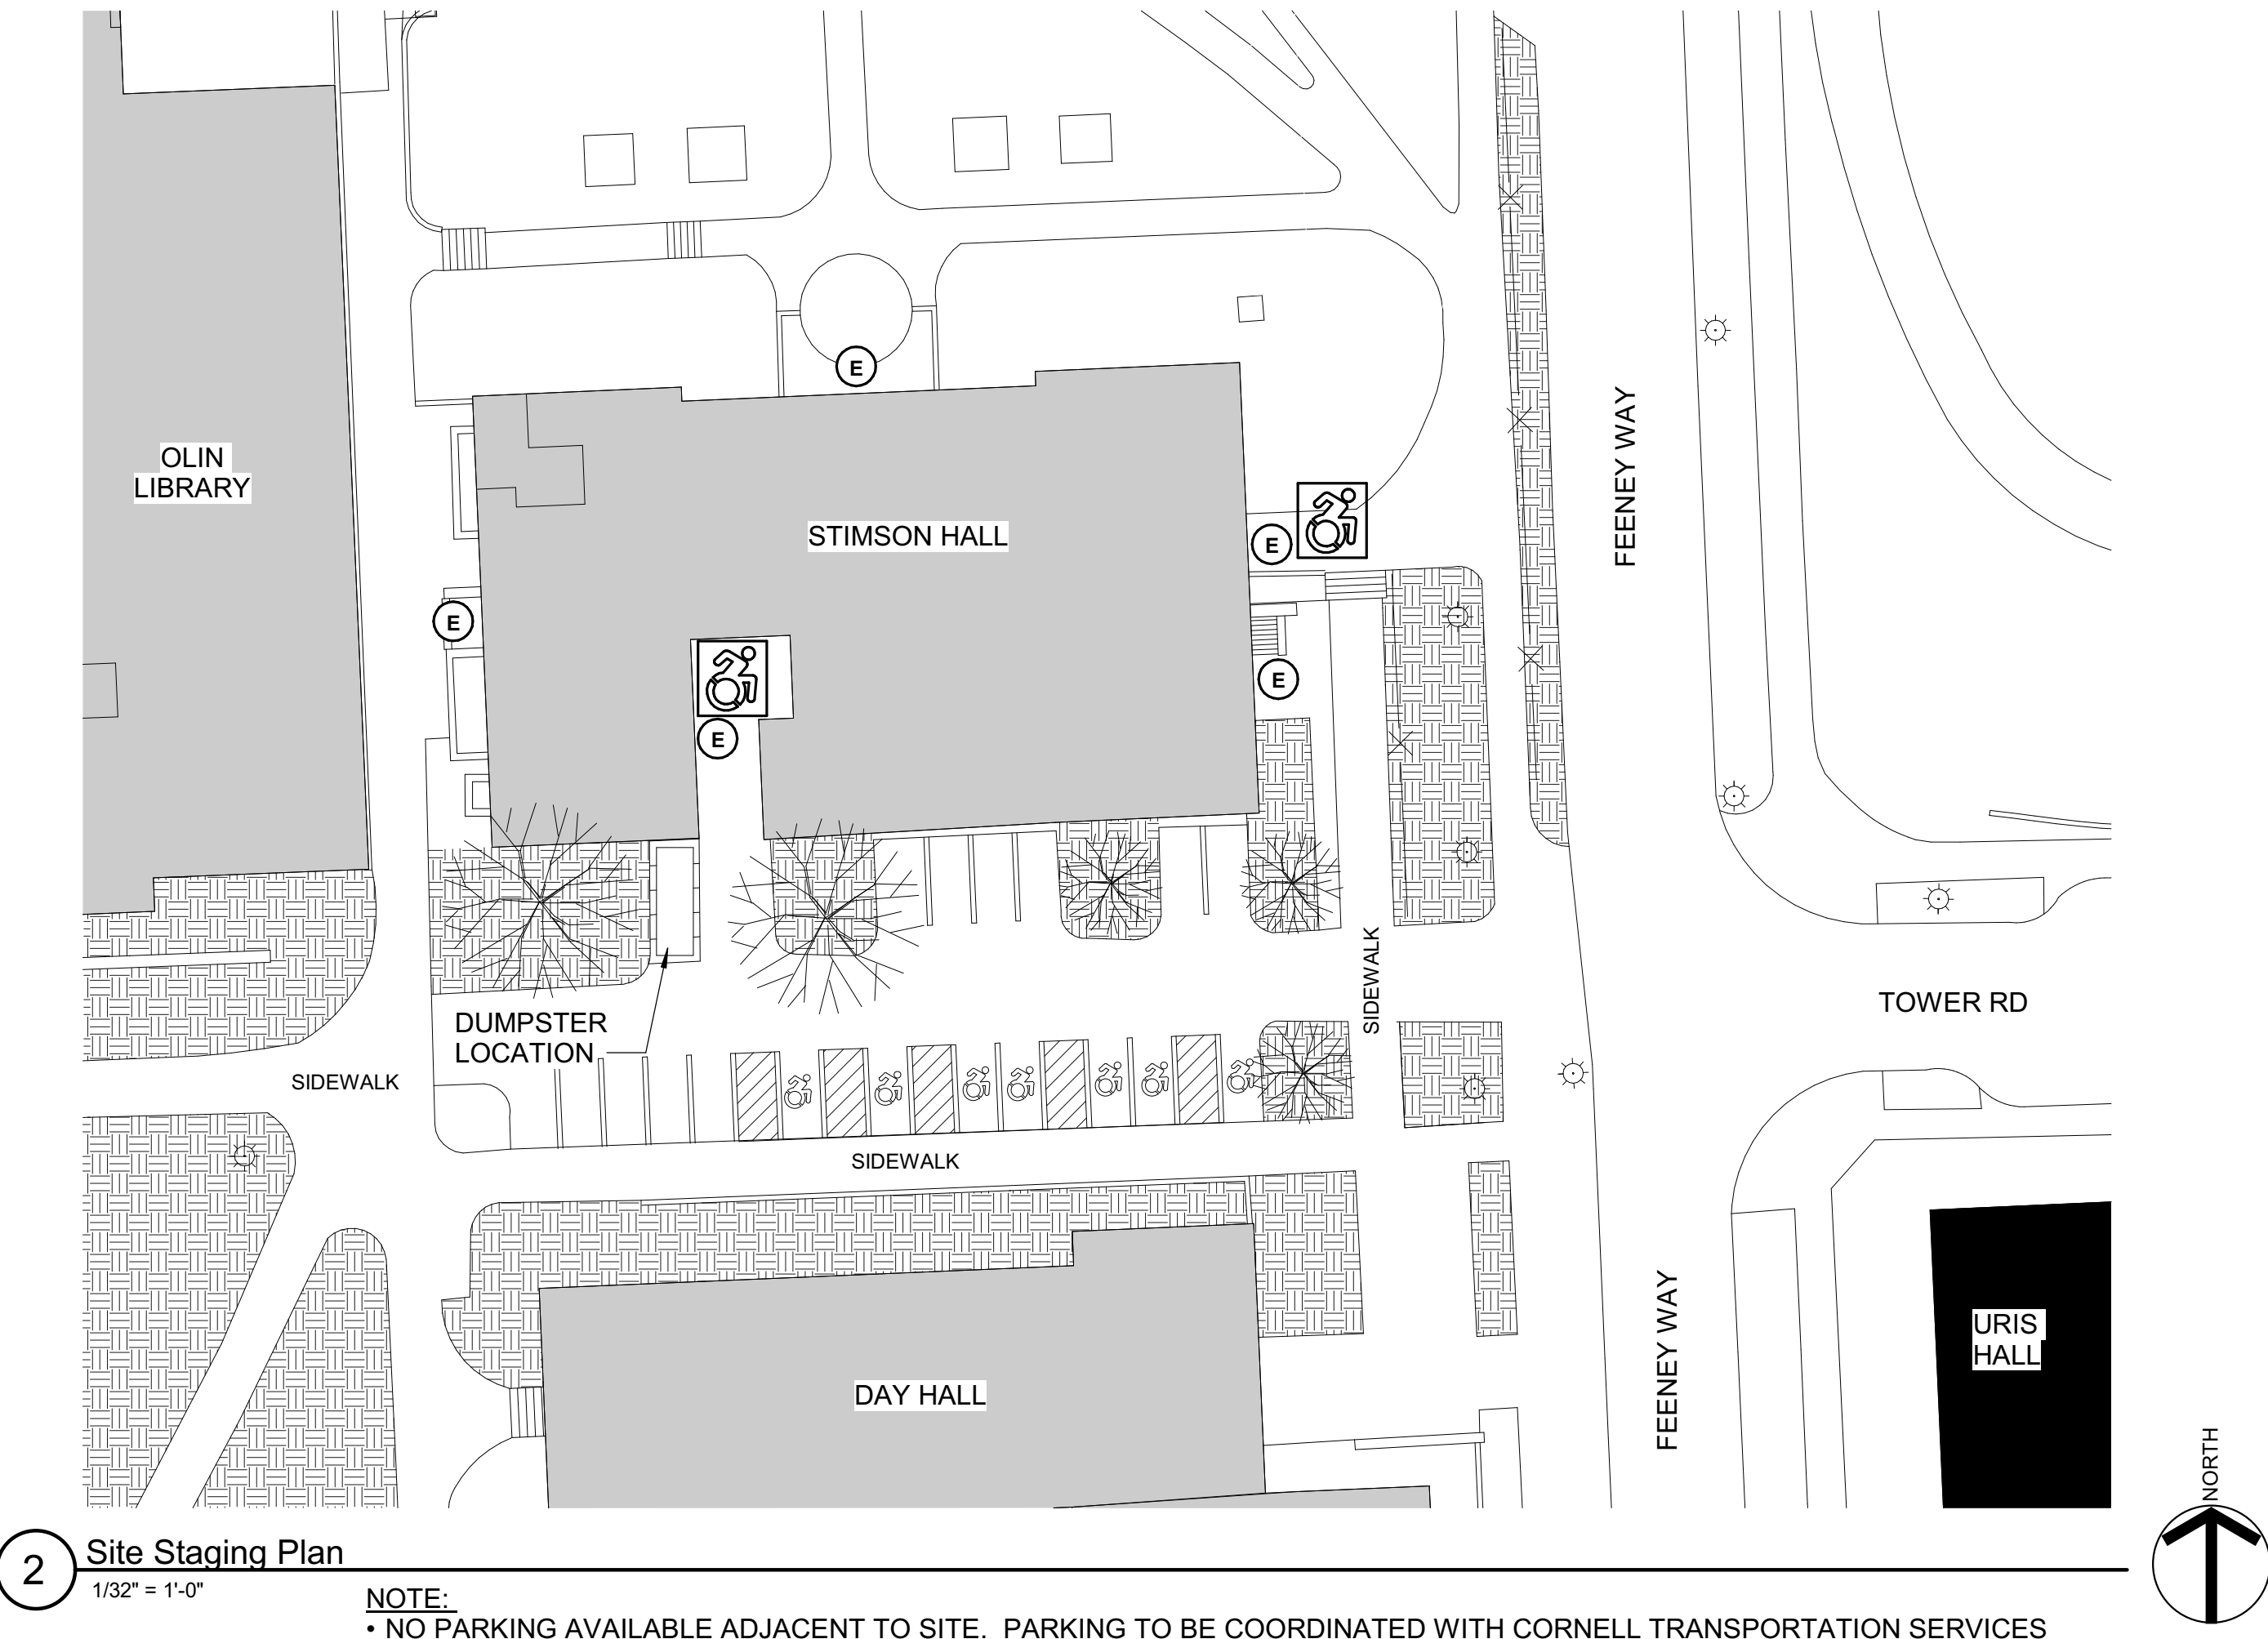 OLIN
LIBRARY
STIMSON HALL
E
E
E
E
E
FEENEY WAY
DUMPSTER
LOCATION
SIDEWALK
SIDEWALK
SIDEWALK
TOWER RD
DAY HALL
FEENEY WAY
URIS
HALL
NORTH
2
Site Staging Plan
1/32" = 1'-0"
NOTE:
• NO PARKING AVAILABLE ADJACENT TO SITE.  PARKING TO BE COORDINATED WITH CORNELL TRANSPORTATION SERVICES